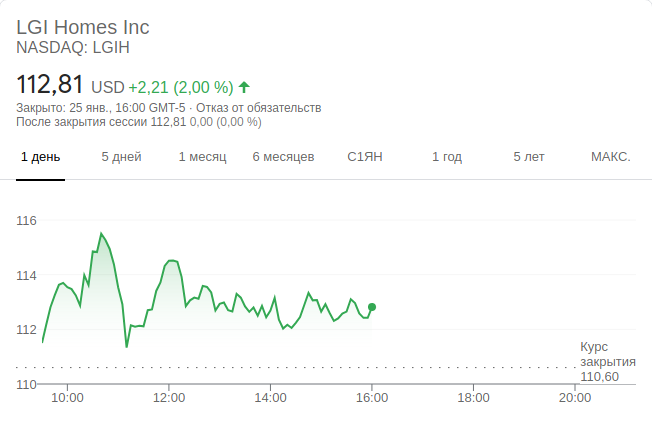 LGI Homes Inc
NASDAQ: LGIH
112,81 USD +2,21 (2,00 %)
Закрыто: 25 янв., 16:00 GMT-5 · Отказ от обязательств
После закрытия сессии 112,81 0,00 (0,00 %)
1 день 5 дней 1 месяц 6 месяцев С1ЯН 1 год 5 лет МАКС.
116
114
112
Курс
закрытия
110,60
110
10:00 12:00 14:00 16:00 18:00 20:00